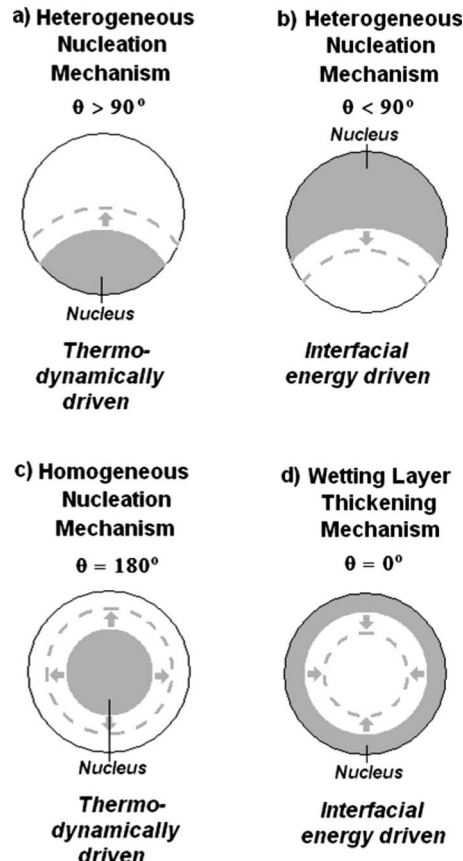 a) Heterogeneous
Nucleation
Mechanism
θ > 90°
Nucleus
Thermo-
dynamically
driven
b) Heterogeneous
Nucleation
Mechanism
θ < 90°
Nucleus
Interfacial
energy driven
c) Homogeneous
Nucleation
Mechanism
θ = 180°
Nucleus
Thermo-
dynamically
driven
d) Wetting Layer
Thickening
Mechanism
θ = 0°
Nucleus
Interfacial
energy driven